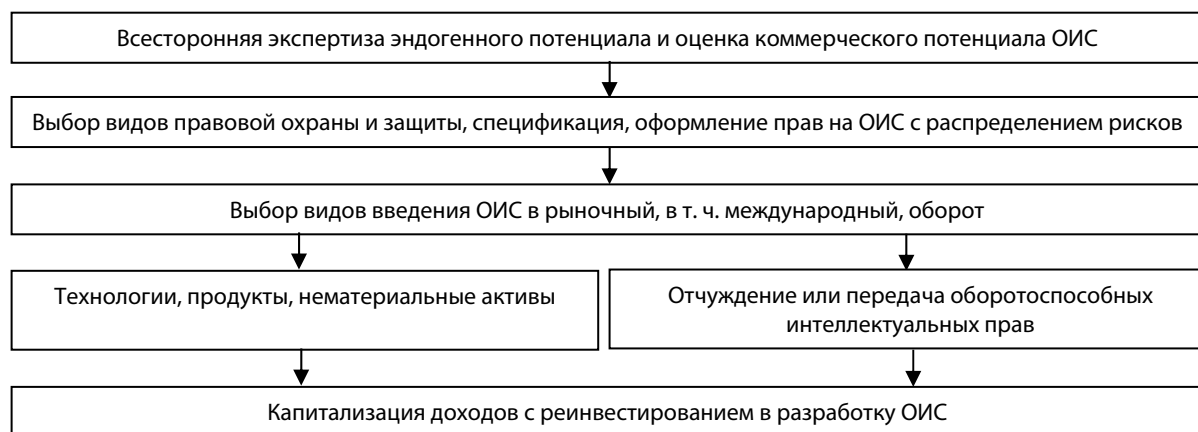 Всесторонняя экспертиза эндогенного потенциала и оценка коммерческого потенциала ОИС
Выбор видов правовой охраны и защиты, спецификация, оформление прав на ОИС с распределением рисков
Выбор видов введения ОИС в рыночный, в т. ч. международный, оборот
Технологии, продукты, нематериальные активы
Отчуждение или передача оборотоспособных
интеллектуальных прав
Капитализация доходов с реинвестированием в разработку ОИС